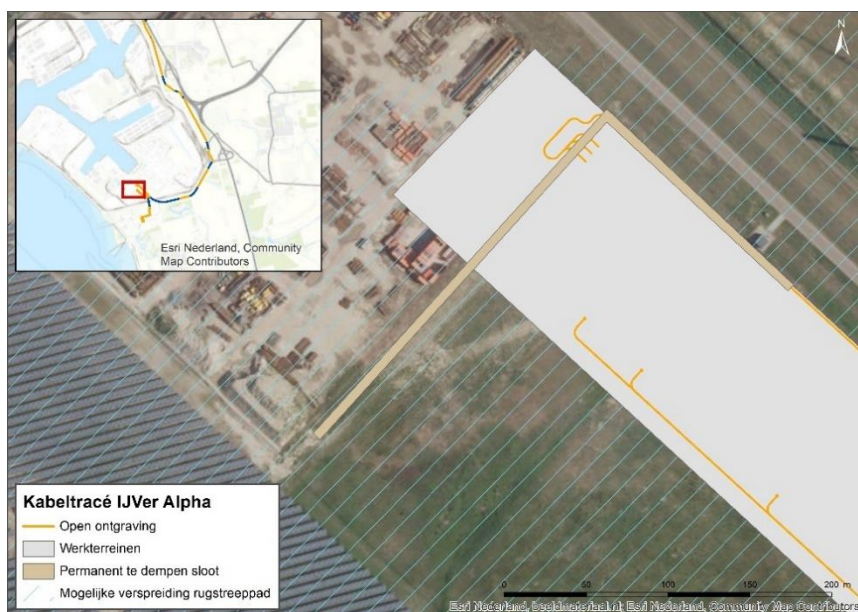 Esri Nederland, Community
Map Contributors
N
Kabeltracé IJVer Alpha
Open ontgraving
Werkterreinen
Permanent te dempen sloot
Mogelijke verspreiding rugstreeppad
0 50 100 150 200 m
Esri Nederland, beeldmateriaal.nl, Esri Nederland, Community Map Contributors